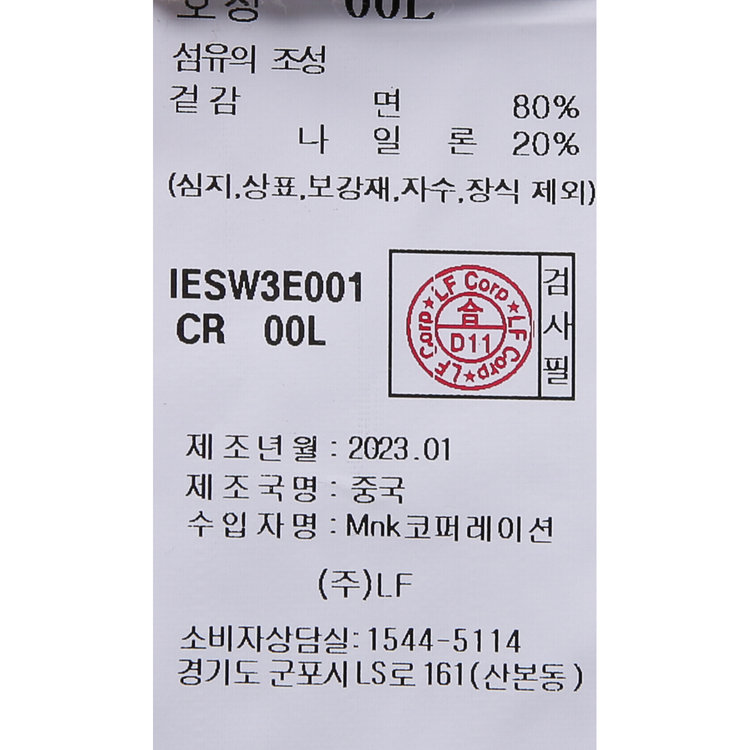 호칭 00L
섬유의 조성
겉감 면 80%
나일론 20%
(심지,상표,보강재,자수,장식 제외)
IESW3E001
CR 00L
LF Corp★LF Corp★LF Corp★
合
D11
검사필
제조년월 : 2023.01
제조국명 : 중국
수입자명 : Mnk코퍼레이션
(주)LF
소비자상담실: 1544-5114
경기도 군포시 LS로 161(산본동)